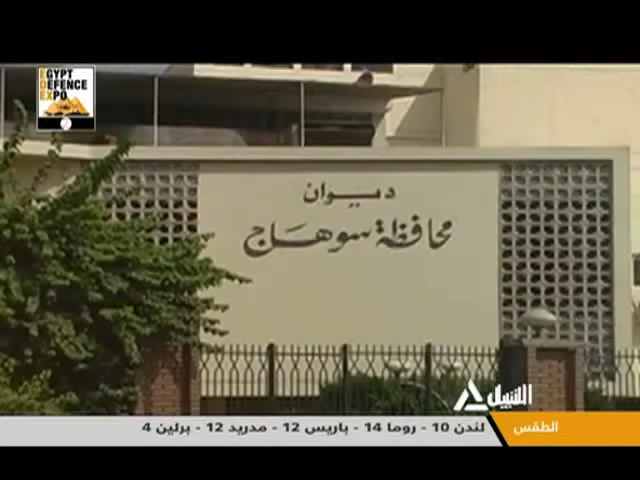 EGYPT
DEFENCE
EXPO
ديوان
محافظة سوهاج
النيل
الطقس
لندن 10 - روما 14 - باريس 12 - مدريد 12 - برلين 4